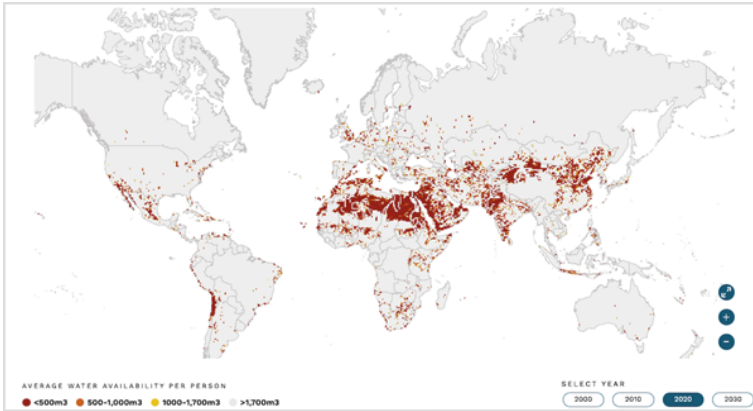 AVERAGE WATER AVAILABILITY PER PERSON
<500m3 500-1,000m3 1000-1,700m3 >1,700m3
SELECT YEAR
2000 2010 2020 2030